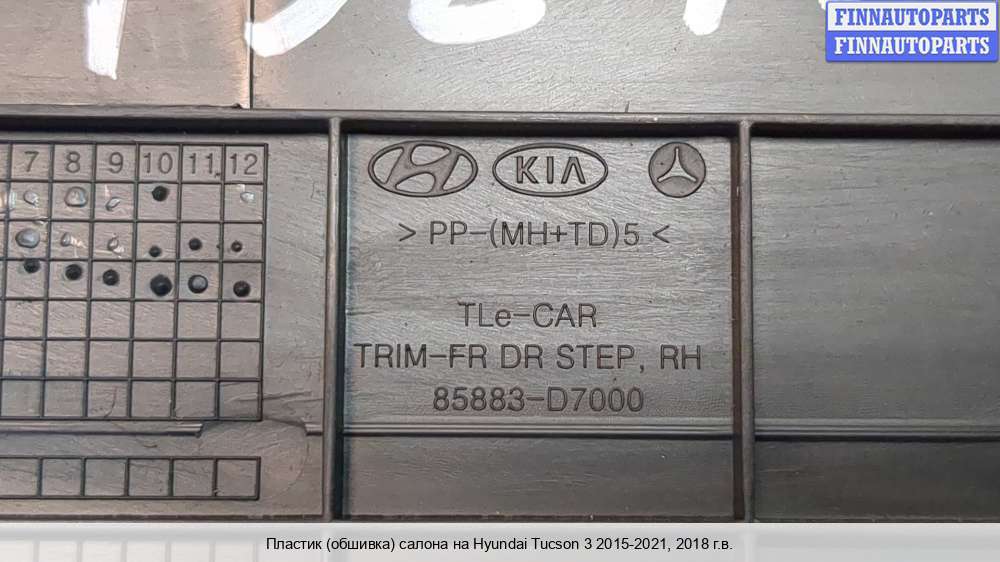 FINNAUTOPARTS
FINNAUTOPARTS
7 8 9 10 11 12
KIA
> PP-(MH+TD)5 <
TLe-CAR
TRIM-FR DR STEP, RH
85883-D7000
Пластик (обшивка) салона на Hyundai Tucson 3 2015-2021, 2018 г.в.